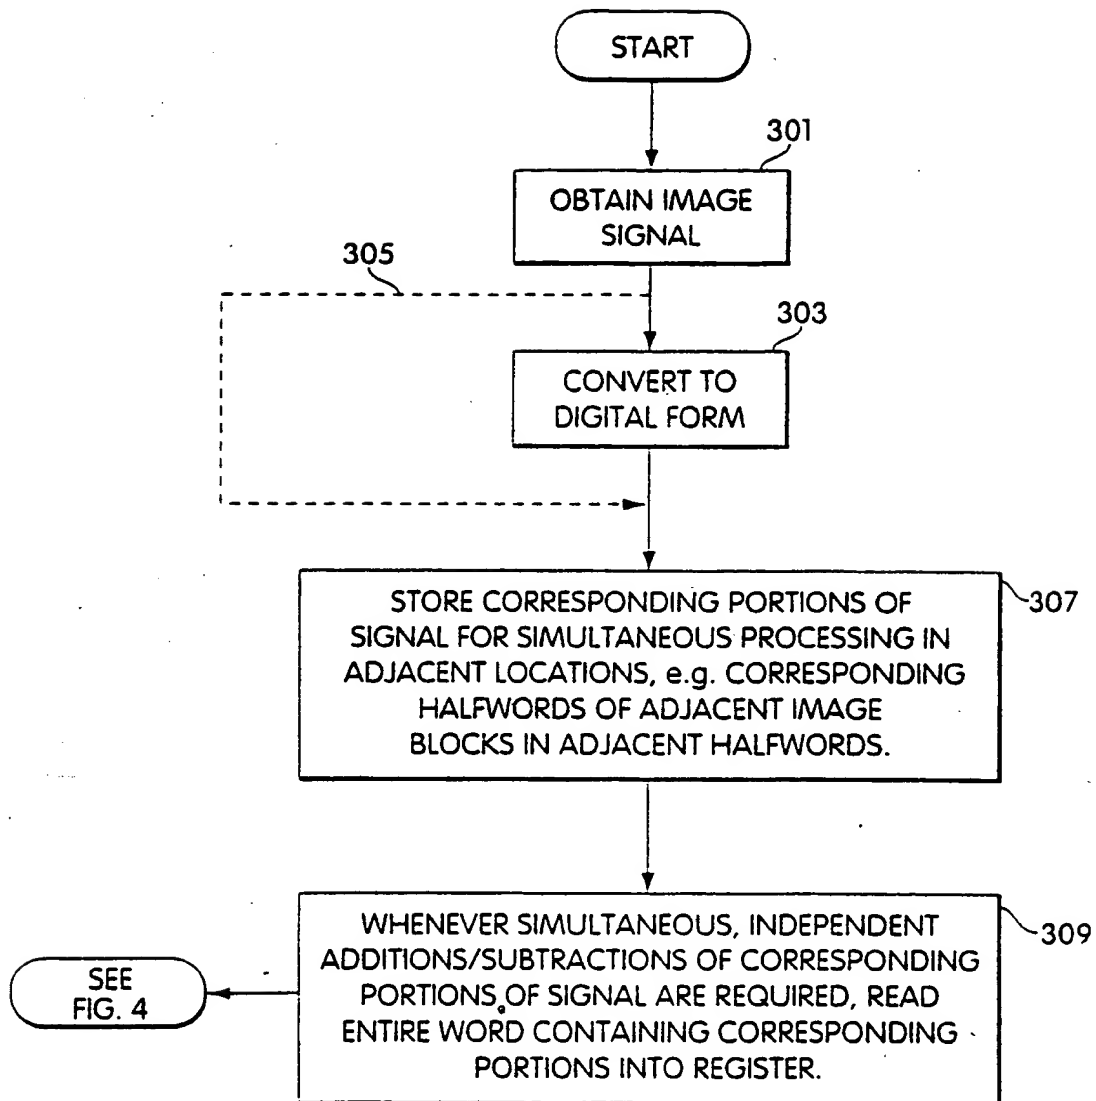 START
301
OBTAIN IMAGE
SIGNAL
305
303
CONVERT TO
DIGITAL FORM
307
STORE CORRESPONDING PORTIONS OF
SIGNAL FOR SIMULTANEOUS PROCESSING IN
ADJACENT LOCATIONS, e.g. CORRESPONDING
HALFWORDS OF ADJACENT IMAGE
BLOCKS IN ADJACENT HALFWORDS.
309
WHENEVER SIMULTANEOUS, INDEPENDENT
ADDITIONS/SUBTRACTIONS OF CORRESPONDING
PORTIONS OF SIGNAL ARE REQUIRED, READ
ENTIRE WORD CONTAINING CORRESPONDING
PORTIONS INTO REGISTER.
SEE
FIG. 4